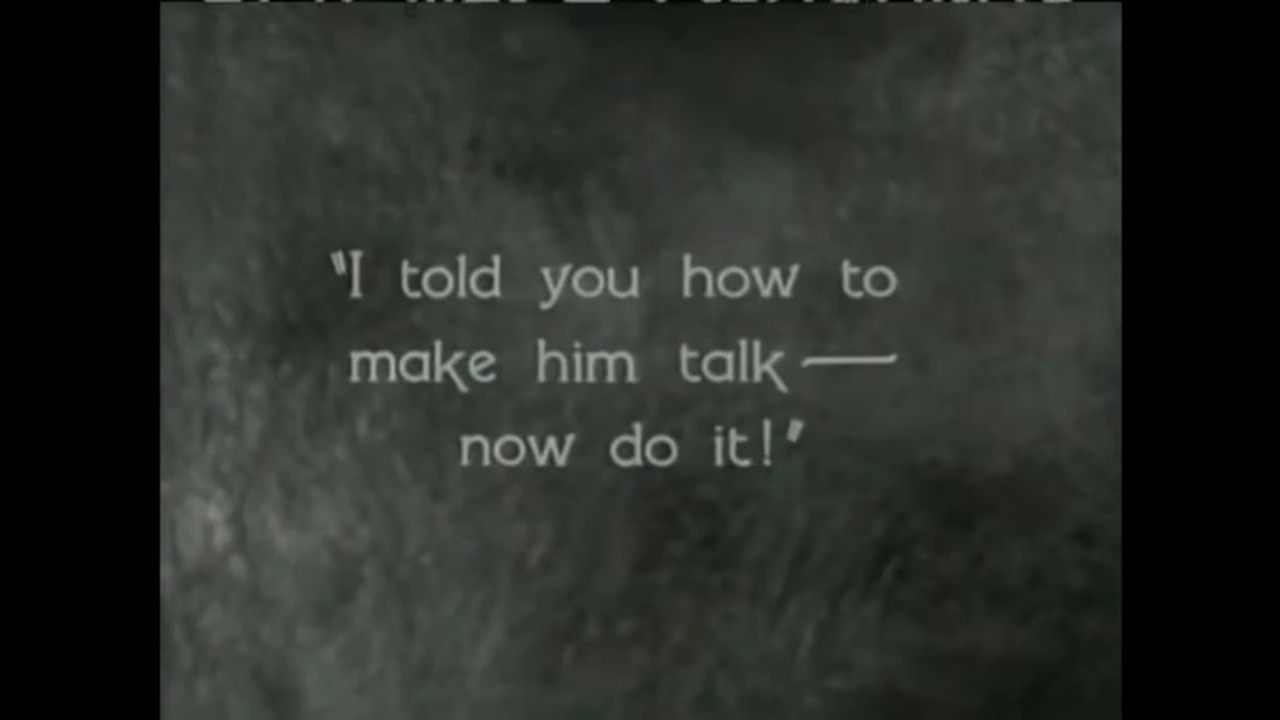 "I told you how to
make him talk —
now do it!"